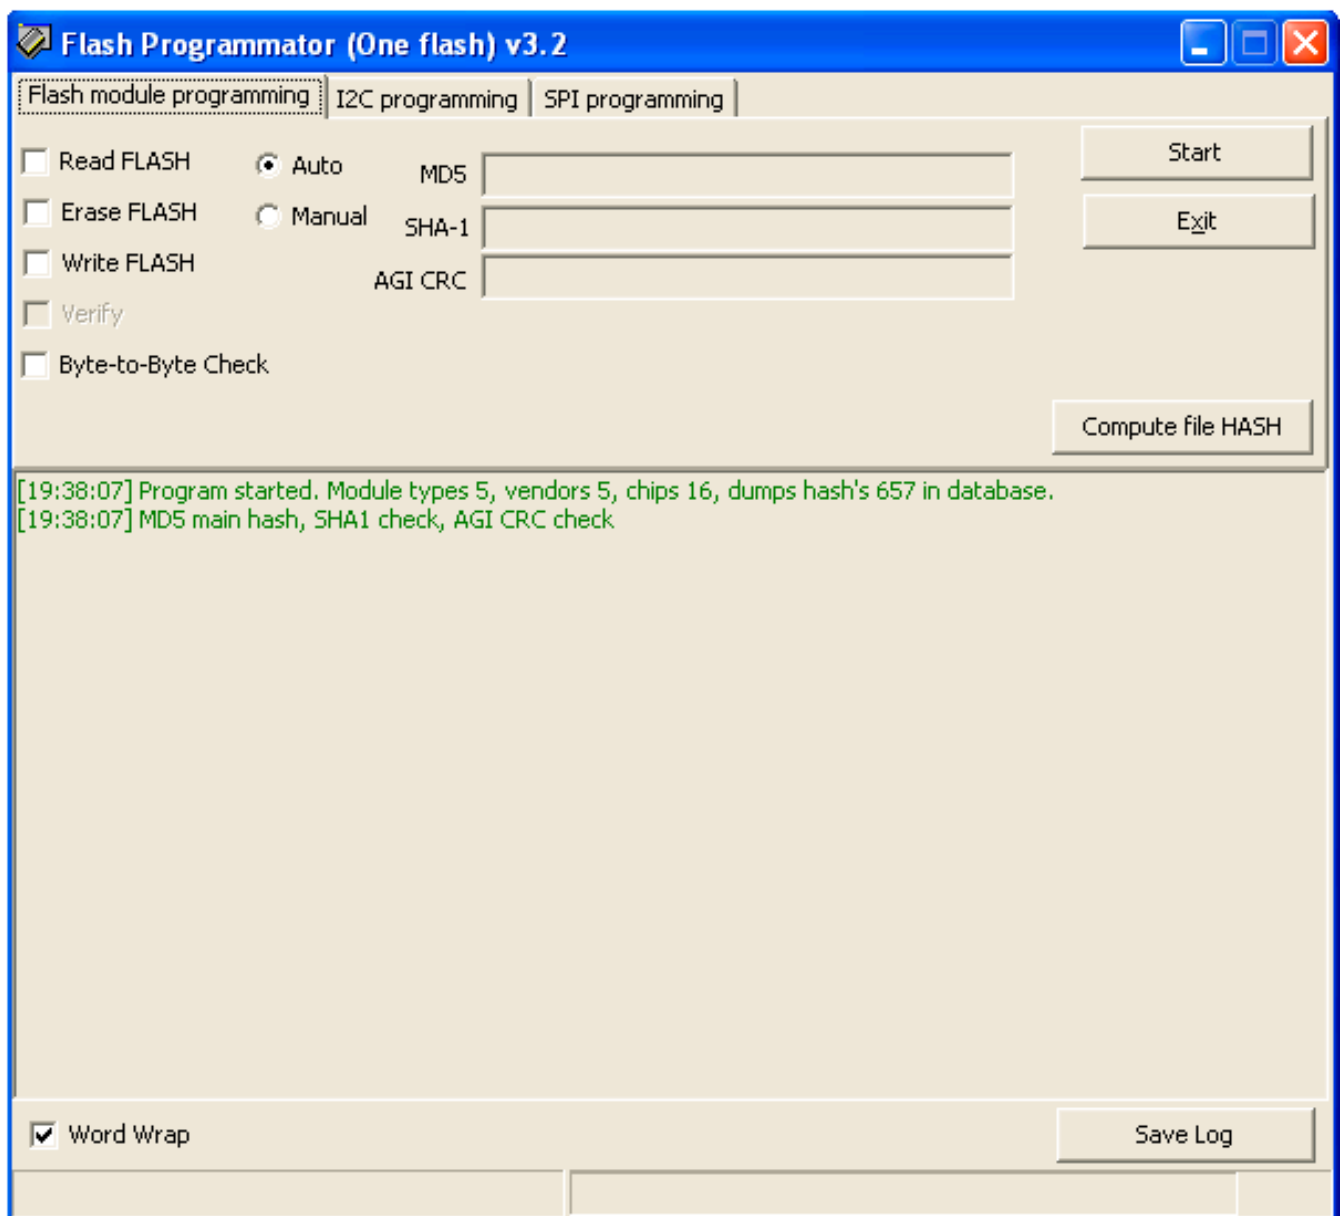 Flash Programmator (One flash) v3.2
Flash module programming I2C programming SPI programming
Read FLASH Auto MD5 Start
Erase FLASH Manual SHA-1 Exit
Write FLASH AGI CRC
Verify
Byte-to-Byte Check
Compute file HASH
[19:38:07] Program started. Module types 5, vendors 5, chips 16, dumps hash's 657 in database.
[19:38:07] MD5 main hash, SHA1 check, AGI CRC check
Word Wrap Save Log